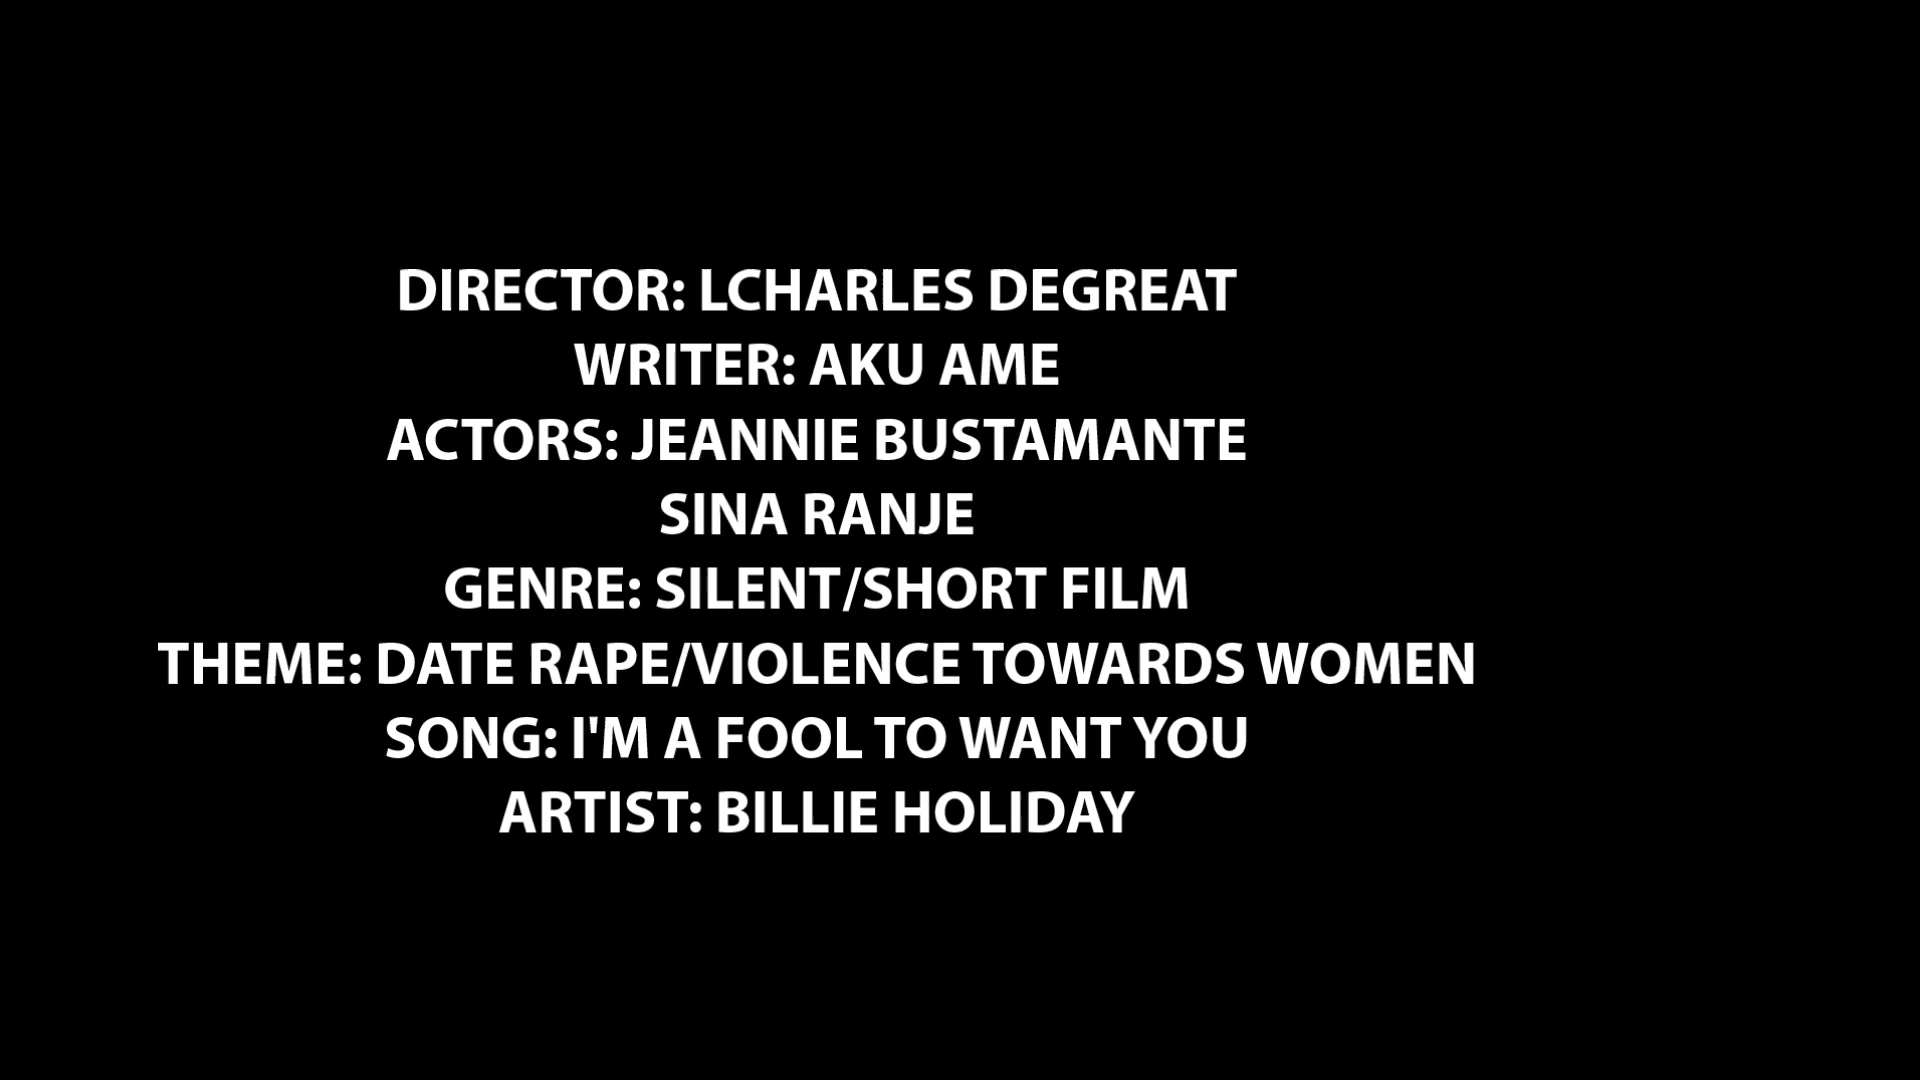 DIRECTOR: LCHARLES DEGREAT
WRITER: AKU AME
ACTORS: JEANNIE BUSTAMANTE
SINA RANJE
GENRE: SILENT/SHORT FILM
THEME: DATE RAPE/VIOLENCE TOWARDS WOMEN
SONG: I'M A FOOL TO WANT YOU
ARTIST: BILLIE HOLIDAY